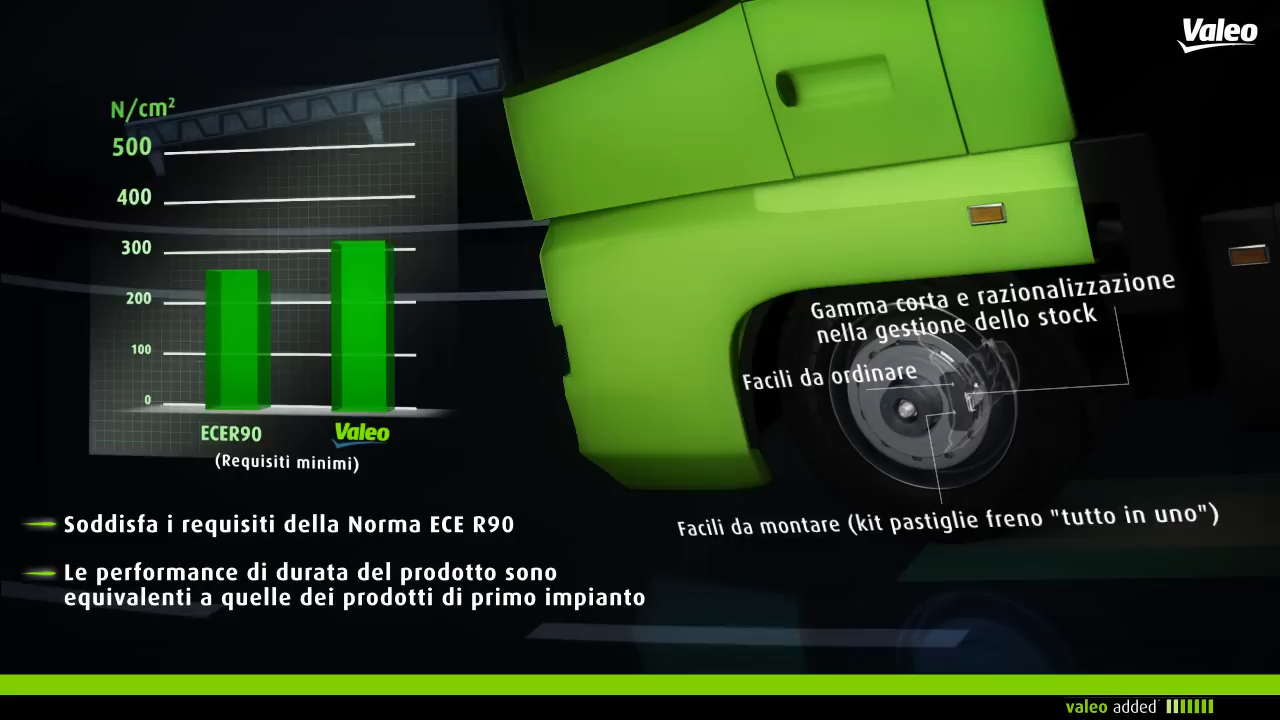 Valeo
N/cm²
500
400
300
200
100
0
ECER90
Valeo
(Requisiti minimi)
Gamma corta e razionalizzazione
nella gestione dello stock
Facili da ordinare
Facili da montare (kit pastiglie freno "tutto in uno")
Soddisfa i requisiti della Norma ECE R90
Le performance di durata del prodotto sono
equivalenti a quelle dei prodotti di primo impianto
valeo added